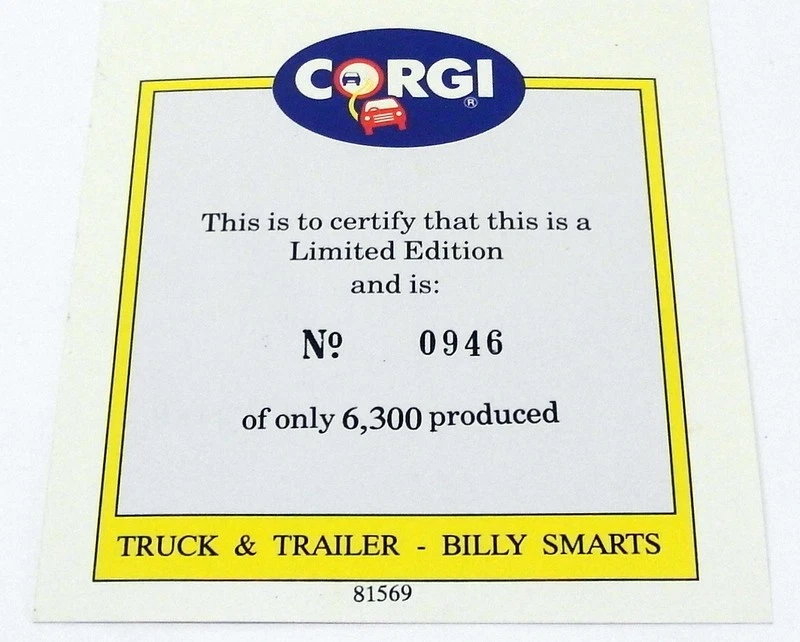 CORGI®
This is to certify that this is a
Limited Edition
and is:
Nº 0946
of only 6,300 produced
TRUCK & TRAILER - BILLY SMARTS
81569